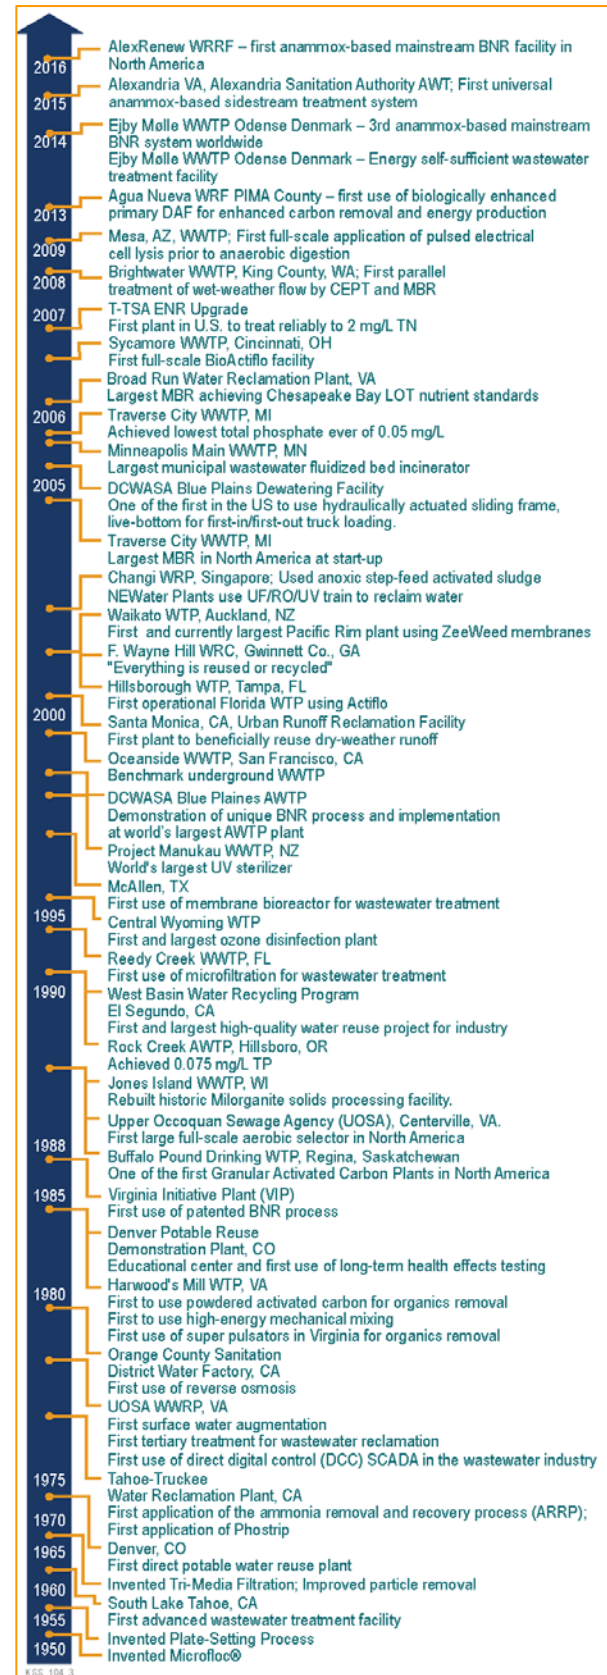 2016
AlexRenew WRRF – first anammox-based mainstream BNR facility in
North America
2015
Alexandria VA, Alexandria Sanitation Authority AWT; First universal
anammox-based sidestream treatment system
2014
Ejby Mølle WWTP Odense Denmark – 3rd anammox-based mainstream
BNR system worldwide
Ejby Mølle WWTP Odense Denmark – Energy self-sufficient wastewater
treatment facility
2013
Agua Nueva WRF PIMA County – first use of biologically enhanced
primary DAF for enhanced carbon removal and energy production
2009
Mesa, AZ, WWTP; First full-scale application of pulsed electrical
cell lysis prior to anaerobic digestion
2008
Brightwater WWTP, King County, WA; First parallel
treatment of wet-weather flow by CEPT and MBR
2007
T-TSA ENR Upgrade
First plant in U.S. to treat reliably to 2 mg/L TN
Sycamore WWTP, Cincinnati, OH
First full-scale BioActiflo facility
Broad Run Water Reclamation Plant, VA
Largest MBR achieving Chesapeake Bay LOT nutrient standards
2006
Traverse City WWTP, MI
Achieved lowest total phosphate ever of 0.05 mg/L
Minneapolis Main WWTP, MN
Largest municipal wastewater fluidized bed incinerator
2005
DCWASA Blue Plains Dewatering Facility
One of the first in the US to use hydraulically actuated sliding frame,
live-bottom for first-in/first-out truck loading.
Traverse City WWTP, MI
Largest MBR in North America at start-up
Changi WRP, Singapore; Used anoxic step-feed activated sludge
NEWater Plants use UF/RO/UV train to reclaim water
Waikato WTP, Auckland, NZ
First and currently largest Pacific Rim plant using ZeeWeed membranes
F. Wayne Hill WRC, Gwinnett Co., GA
"Everything is reused or recycled"
Hillsborough WTP, Tampa, FL
First operational Florida WTP using Actiflo
2000
Santa Monica, CA, Urban Runoff Reclamation Facility
First plant to beneficially reuse dry-weather runoff
Oceanside WWTP, San Francisco, CA
Benchmark underground WWTP
DCWASA Blue Plaines AWTP
Demonstration of unique BNR process and implementation
at world's largest AWTP plant
Project Manukau WWTP, NZ
World's largest UV sterilizer
McAllen, TX
First use of membrane bioreactor for wastewater treatment
1995
Central Wyoming WTP
First and largest ozone disinfection plant
Reedy Creek WWTP, FL
First use of microfiltration for wastewater treatment
1990
West Basin Water Recycling Program
El Segundo, CA
First and largest high-quality water reuse project for industry
Rock Creek AWTP, Hillsboro, OR
Achieved 0.075 mg/L TP
Jones Island WWTP, WI
Rebuilt historic Milorganite solids processing facility.
Upper Occoquan Sewage Agency (UOSA), Centerville, VA.
First large full-scale aerobic selector in North America
1988
Buffalo Pound Drinking WTP, Regina, Saskatchewan
One of the first Granular Activated Carbon Plants in North America
1985
Virginia Initiative Plant (VIP)
First use of patented BNR process
Denver Potable Reuse
Demonstration Plant, CO
Educational center and first use of long-term health effects testing
Harwood's Mill WTP, VA
1980
First to use powdered activated carbon for organics removal
First to use high-energy mechanical mixing
First use of super pulsators in Virginia for organics removal
Orange County Sanitation
District Water Factory, CA
First use of reverse osmosis
UOSA WWRP, VA
First surface water augmentation
First tertiary treatment for wastewater reclamation
First use of direct digital control (DCC) SCADA in the wastewater industry
1975
Tahoe-Truckee
Water Reclamation Plant, CA
First application of the ammonia removal and recovery process (ARRP);
1970
First application of Phostrip
Denver, CO
1965
First direct potable water reuse plant
Invented Tri-Media Filtration; Improved particle removal
1960
South Lake Tahoe, CA
1955
First advanced wastewater treatment facility
Invented Plate-Setting Process
1950
Invented Microfloc®
KSS_104_3